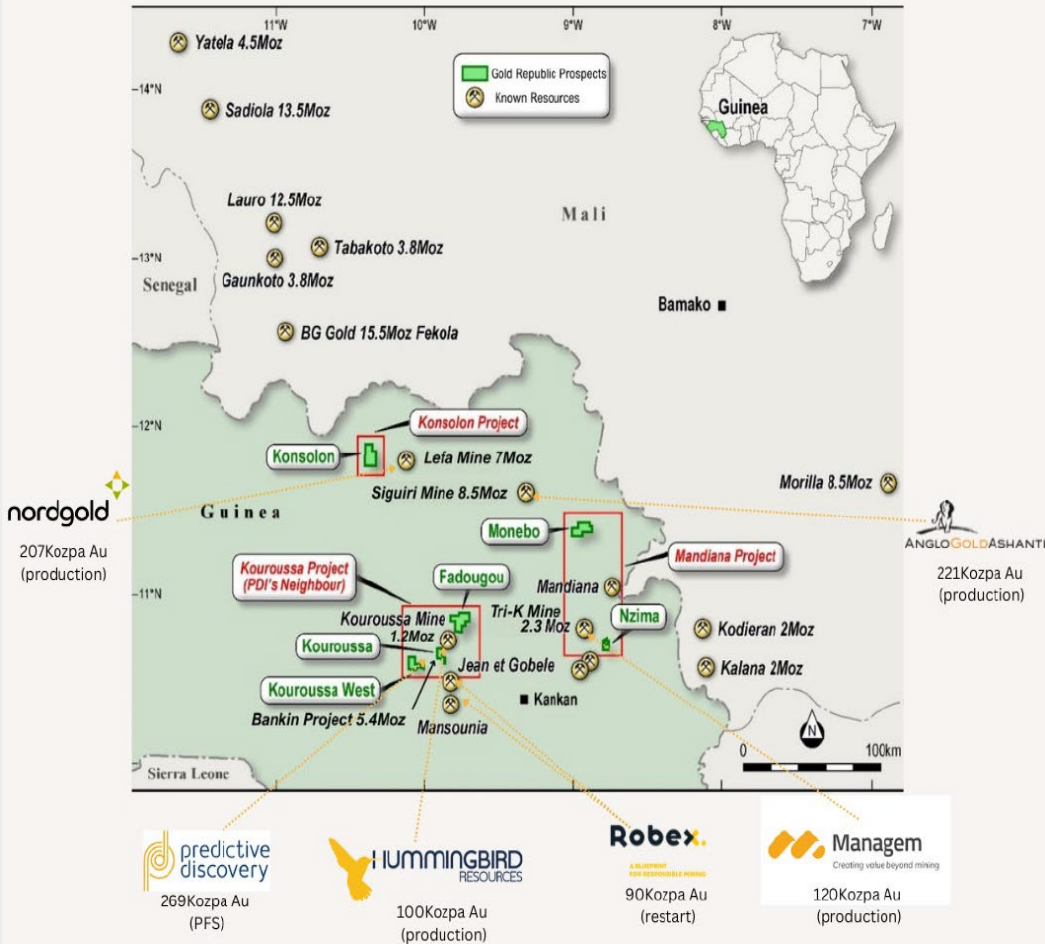 11°W
10°W
9°W
8°W
7°W
Yatela 4.5Moz
Gold Republic Prospects
Known Resources
Guinea
14°N
Sadiola 13.5Moz
Lauro 12.5Moz
Mali
Tabakoto 3.8Moz
13°N
Gaunkoto 3.8Moz
Senegal
Bamako
BG Gold 15.5Moz Fekola
12°N
Konsolon Project
Konsolon
Lefa Mine 7Moz
Siguiri Mine 8.5Moz
Morilla 8.5Moz
nordgold
207Kozpa Au
(production)
Guinea
Monebo
ANGLOGOLDASHANTI
221Kozpa Au
(production)
Kouroussa Project
(PDI's Neighbour)
Fadougou
Mandiana Project
Mandiana
11°N
Kouroussa Mine
1.2Moz
Tri-K Mine
2.3 Moz
Nzima
Kodieran 2Moz
Kouroussa
Jean et Gobele
Kalana 2Moz
Kouroussa West
Bankin Project 5.4Moz
Kankan
Mansounia
N
0
100km
Sierra Leone
predictive
discovery
269Kozpa Au
(PFS)
HUMMINGBIRD
RESOURCES
100Kozpa Au
(production)
Robex.
A BLUEPRINT
FOR RESPONSIBLE MINING
90Kozpa Au
(restart)
Managem
Creating value beyond mining
120Kozpa Au
(production)